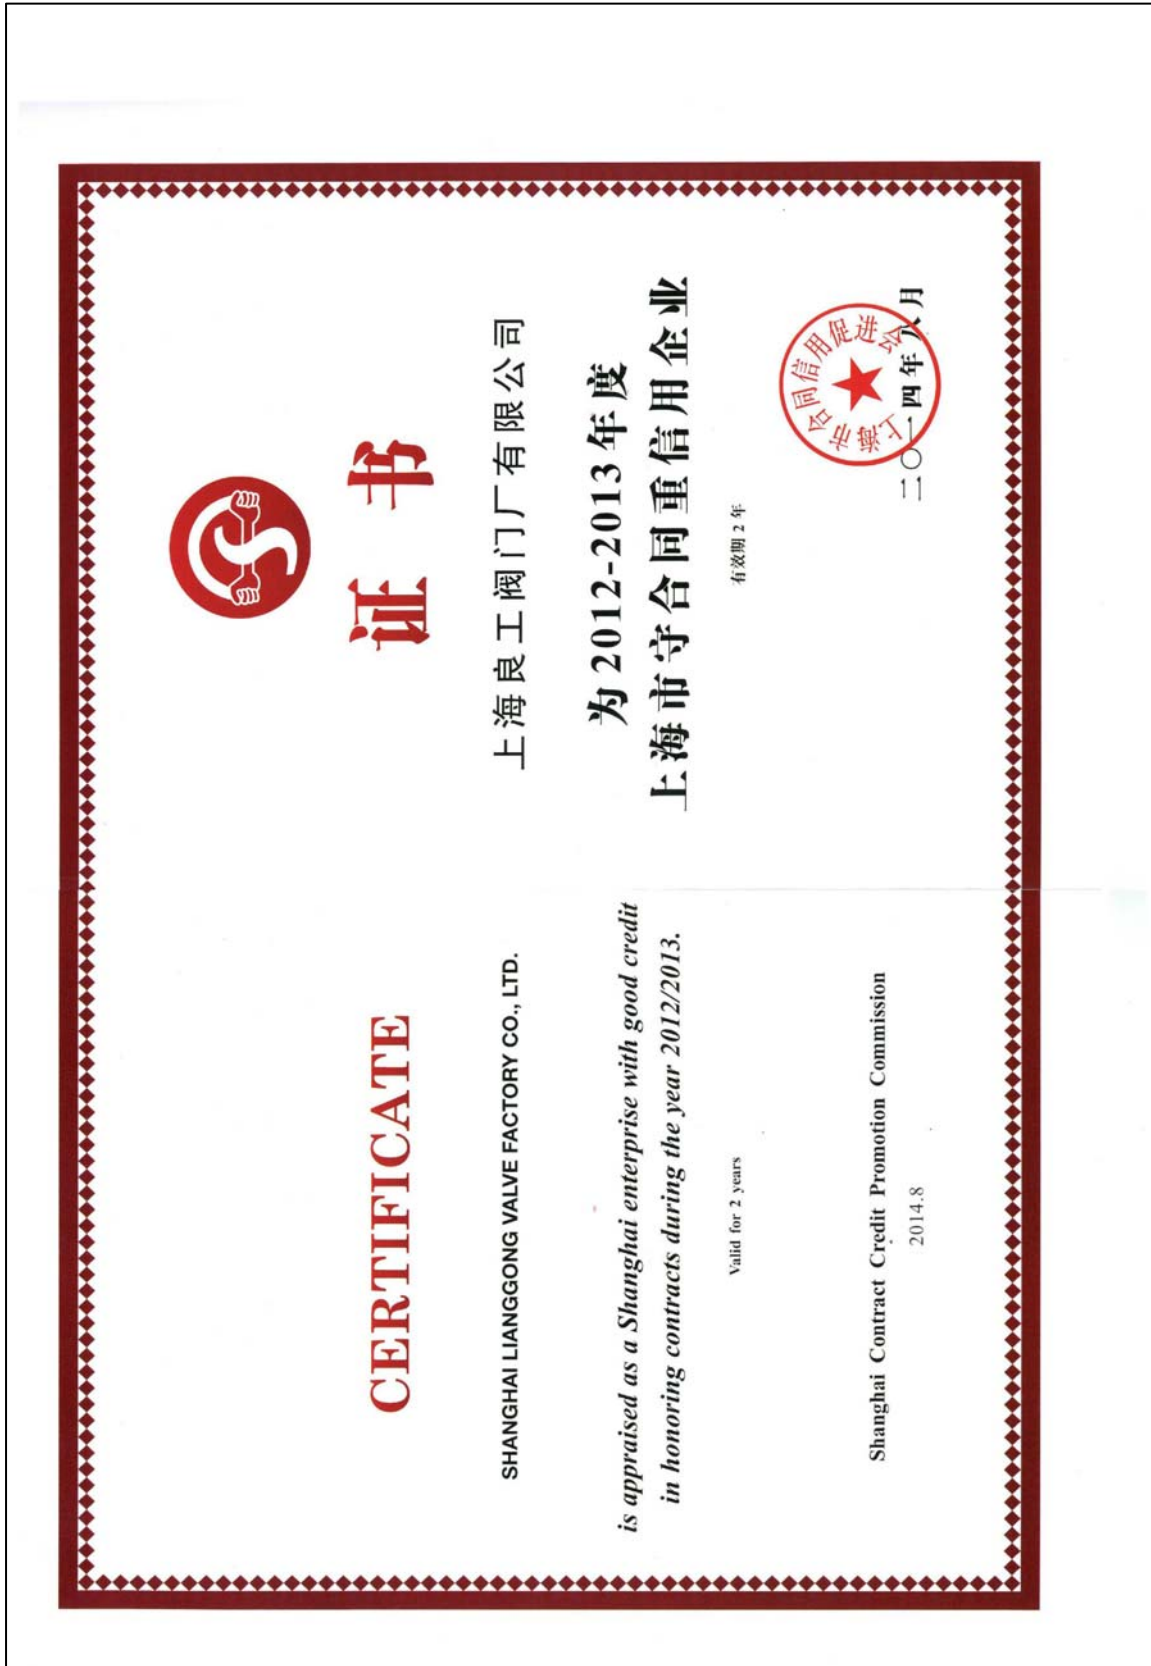 CERTIFICATE
SHANGHAI LIANGGONG VALVE FACTORY CO., LTD.
is appraised as a Shanghai enterprise with good credit
in honoring contracts during the year 2012/2013.
Valid for 2 years
Shanghai Contract Credit Promotion Commission
2014.8
证 书
上海良工阀门厂有限公司
为2012-2013年度
上海市守合同重信用企业
有效期 2 年
上海市合同信用促进会
二〇一四年八月